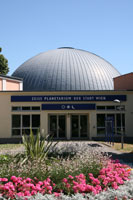 ZEISS PLANETARIUM DER STADT WIEN